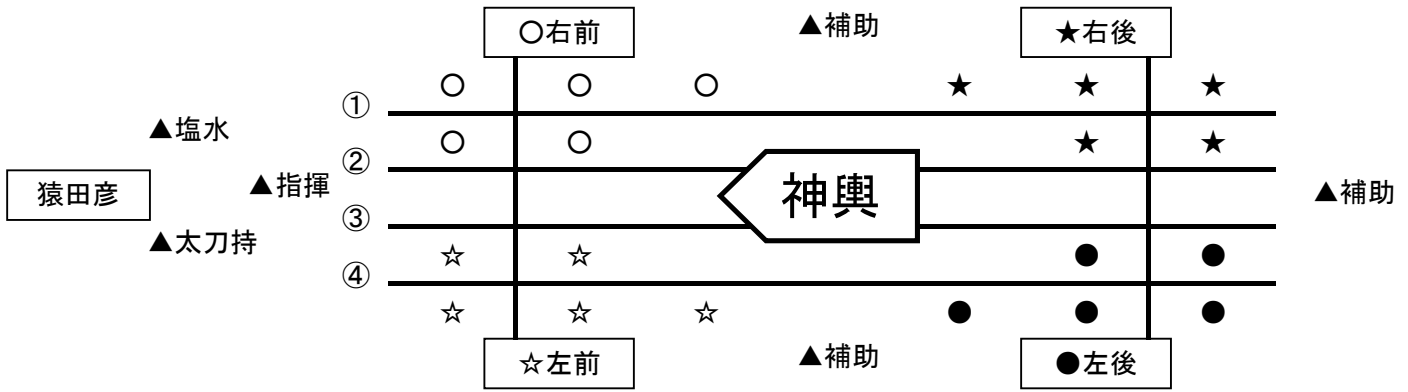 ○右前 ▲補助 ★右後
○ ○ ○ ★ ★ ★
①
▲塩水
○ ○ ★ ★
②
猿田彦 ▲指揮 神輿 ▲補助
③
▲太刀持
☆ ☆ ● ●
④
☆ ☆ ☆ ● ● ●
☆左前 ▲補助 ●左後